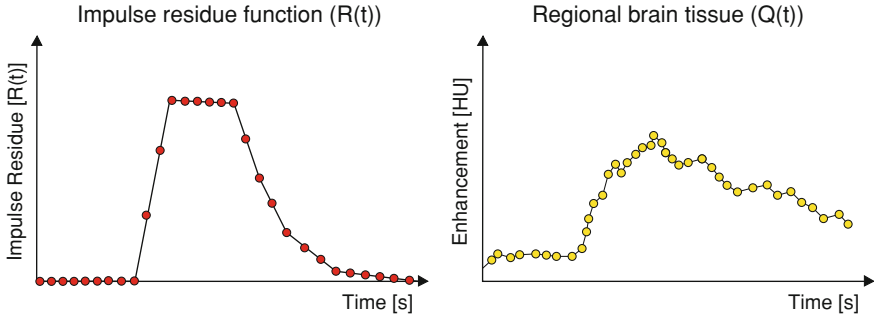 Impulse residue function (R(t))
Impulse Residue [R(t)]
Time [s]
Regional brain tissue (Q(t))
Enhancement [HU]
Time [s]